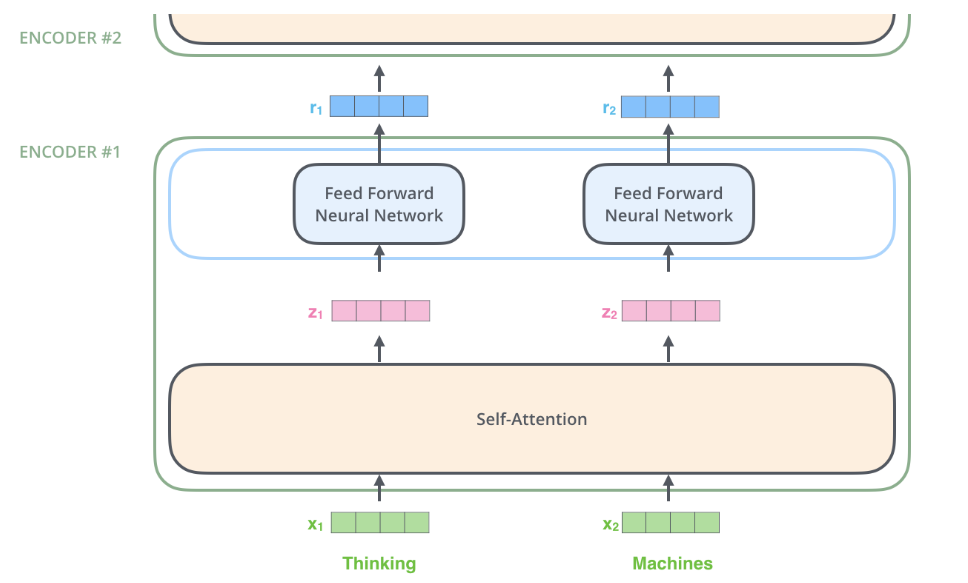 ENCODER #2
r1
r2
ENCODER #1
Feed Forward
Neural Network
Feed Forward
Neural Network
z1
z2
Self-Attention
x1
x2
Thinking
Machines